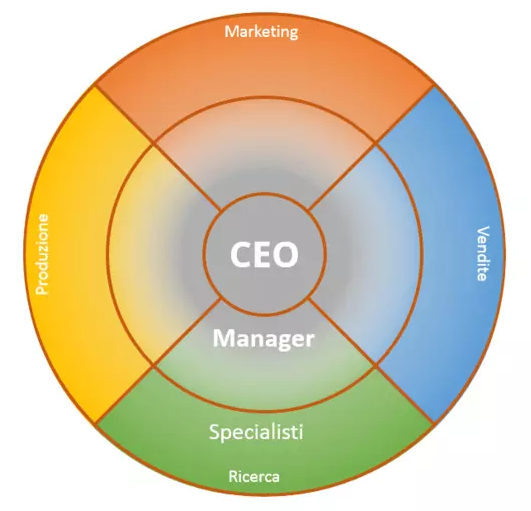 Marketing
Produzione
CEO
Vendite
Manager
Specialisti
Ricerca